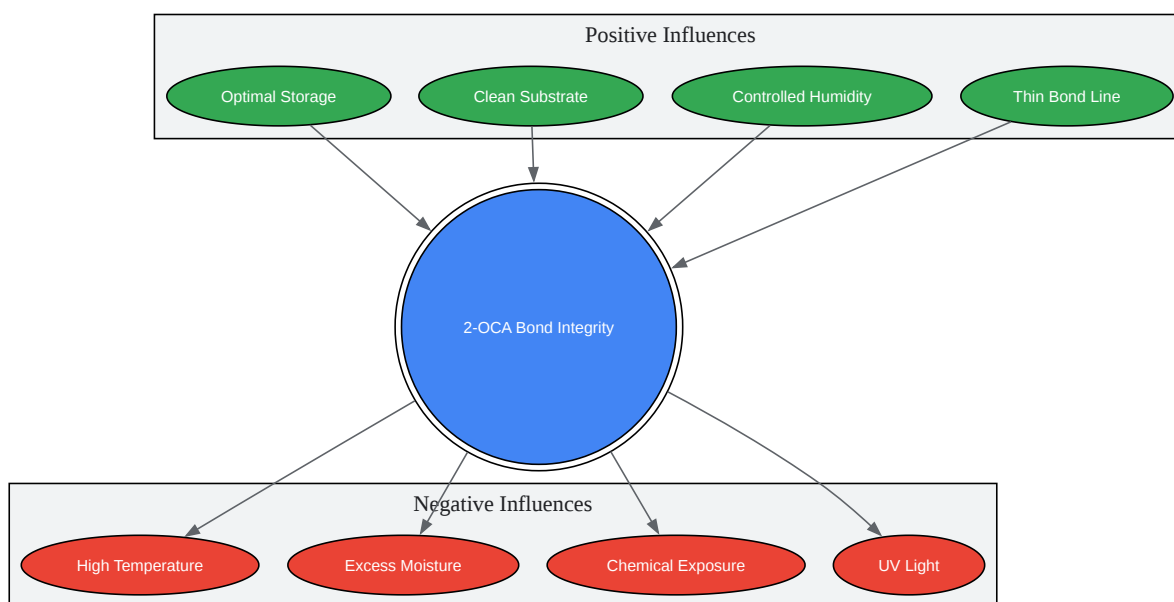 Positive Influences
Optimal Storage
Clean Substrate
Controlled Humidity
Thin Bond Line
2-OCA Bond Integrity
Negative Influences
High Temperature
Excess Moisture
Chemical Exposure
UV Light